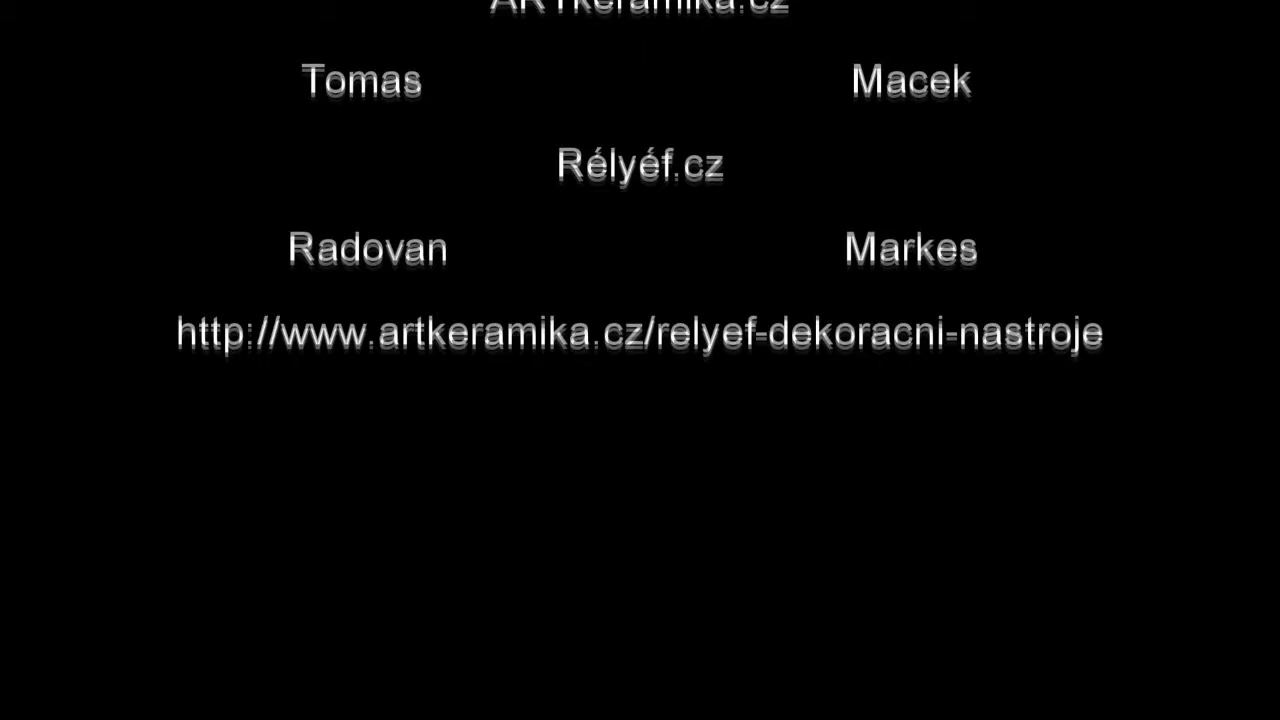 ARTkeramika.cz
Tomas Macek
Rélyéf.cz
Radovan Markes
http://www.artkeramika.cz/relyef-dekoracni-nastroje